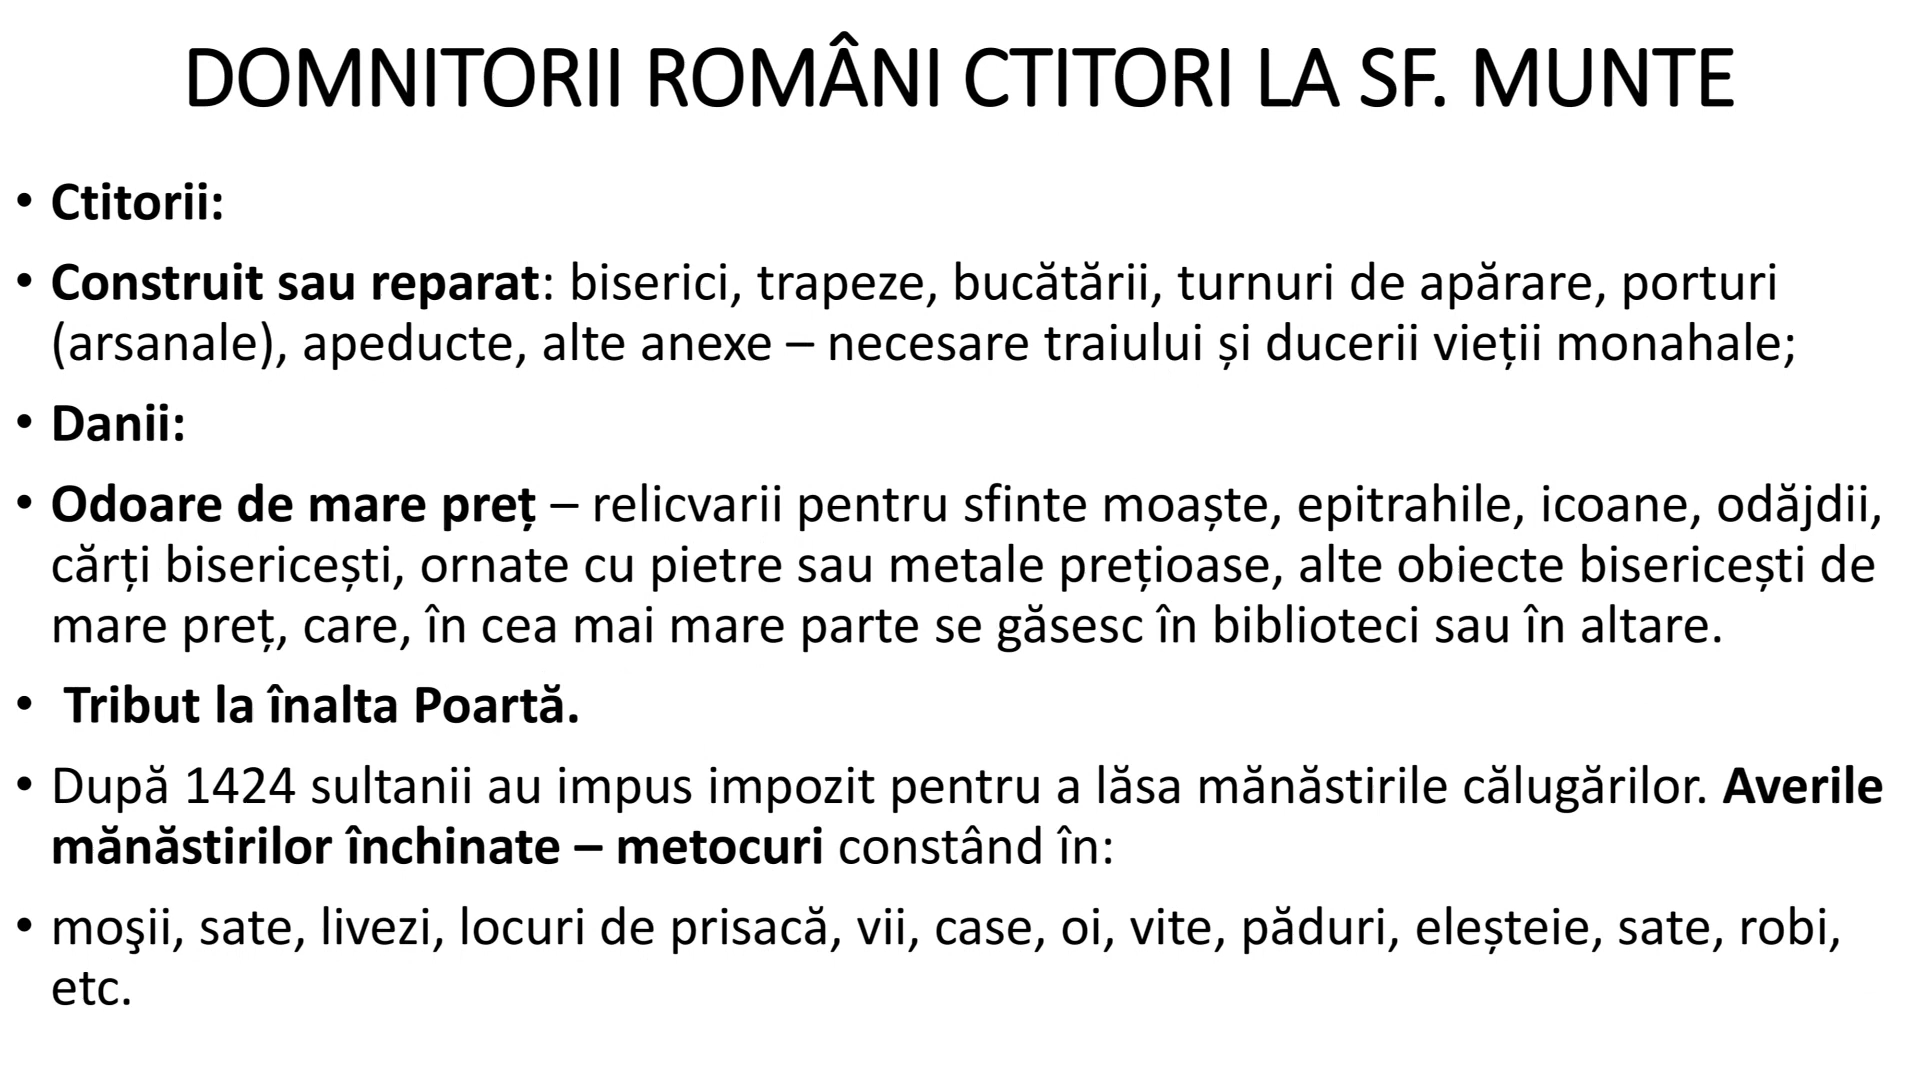 DOMNITORII ROMÂNI CTITORI LA SF. MUNTE
• Ctitorii:
• Construit sau reparat: biserici, trapeze, bucătării, turnuri de apărare, porturi
(arsanale), apeducte, alte anexe – necesare traiului și ducerii vieții monahale;
• Danii:
• Odoare de mare preț – relicvarii pentru sfinte moaște, epitrahile, icoane, odăjdii,
cărți bisericești, ornate cu pietre sau metale prețioase, alte obiecte bisericești de
mare preț, care, în cea mai mare parte se găsesc în biblioteci sau în altare.
• Tribut la înalta Poartă.
• După 1424 sultanii au impus impozit pentru a lăsa mănăstirile călugărilor. Averile
mănăstirilor închinate – metocuri constând în:
• moşii, sate, livezi, locuri de prisacă, vii, case, oi, vite, păduri, eleșteie, sate, robi,
etc.